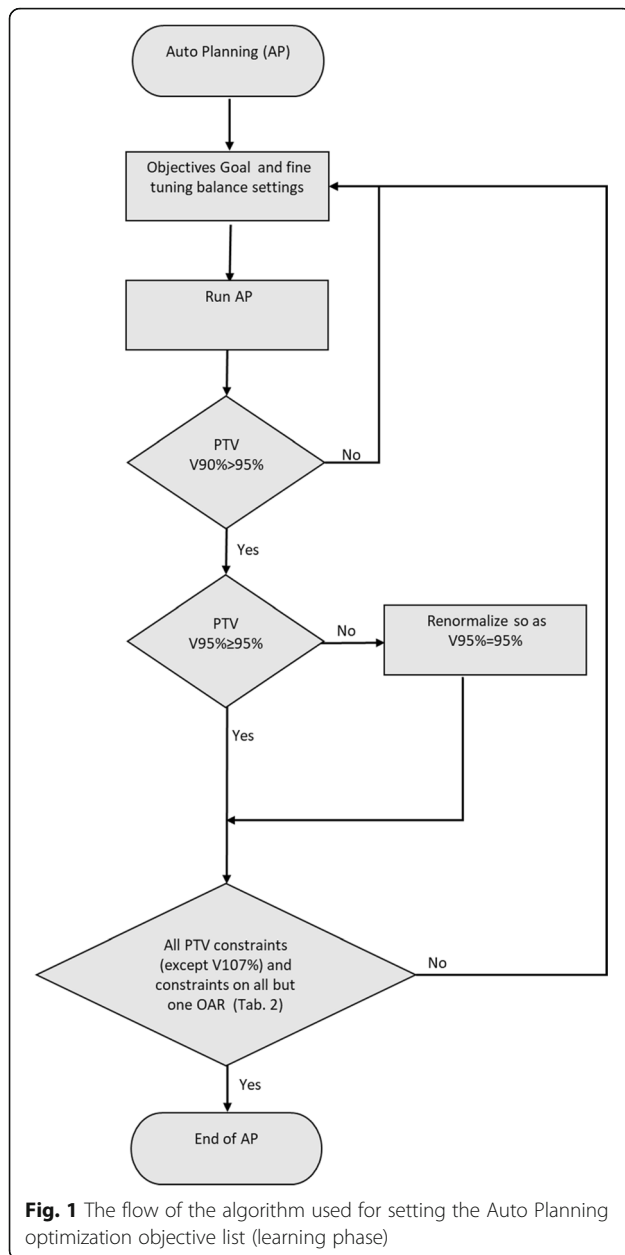 Auto Planning (AP)
Objectives Goal and fine
tuning balance settings
Run AP
PTV
V90%>95%
No
Yes
PTV
V95%≥95%
No
Renormalize so as
V95%=95%
Yes
All PTV constraints
(except V107%) and
constraints on all but
one OAR (Tab. 2)
No
Yes
End of AP
Fig. 1 The flow of the algorithm used for setting the Auto Planning
optimization objective list (learning phase)